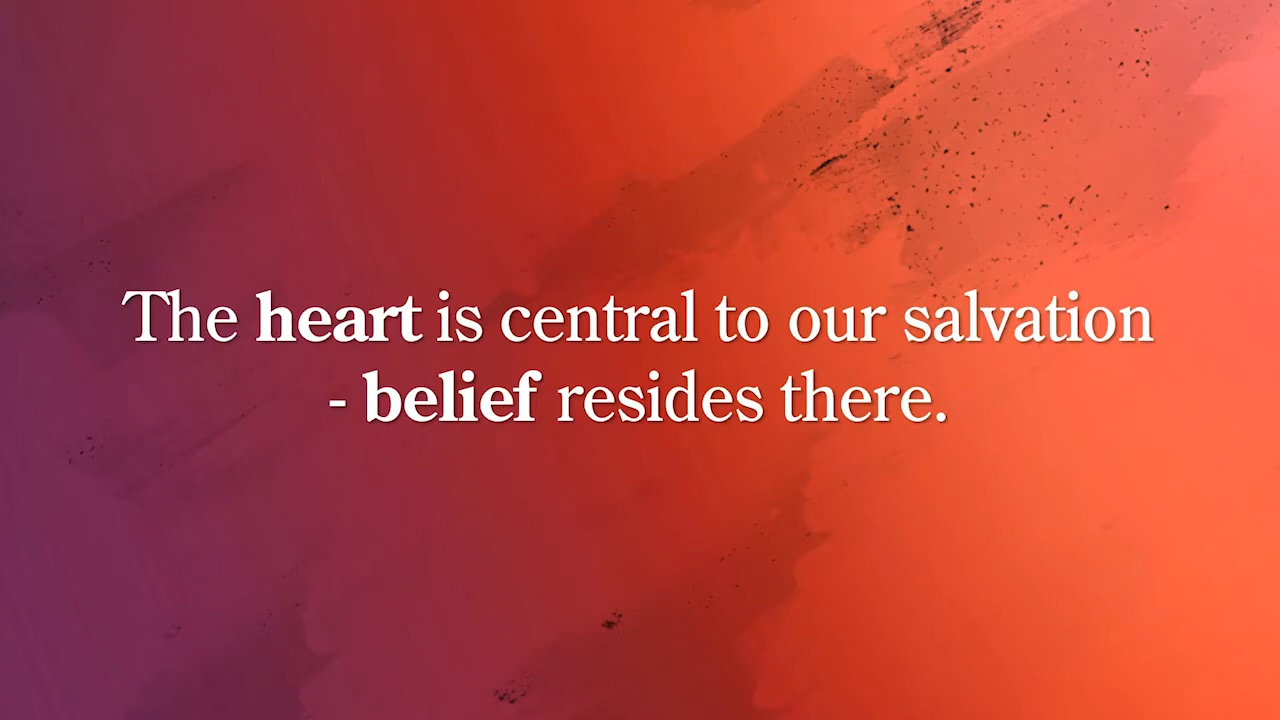 The heart is central to our salvation
- belief resides there.